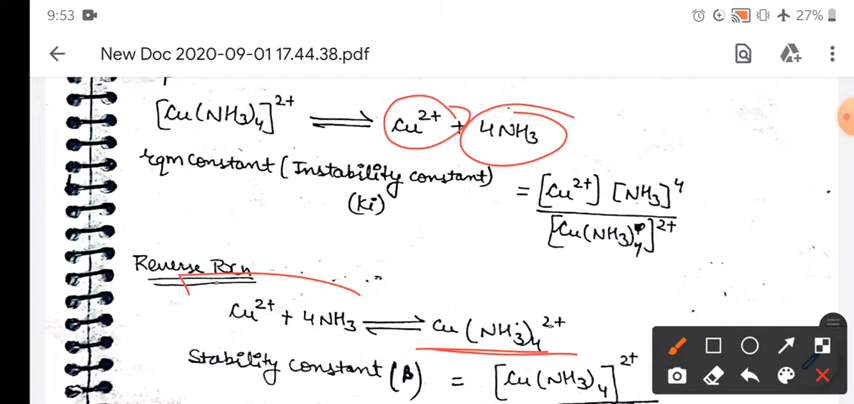 9:53 27%
New Doc 2020-09-01 17.44.38.pdf
[Cu(NH3)4]2+ ⇌ Cu2+ + 4NH3
eqm constant (Instability constant) = [Cu2+] [NH3]4
(Ki) [Cu(NH3)4]2+
Reverse Rxn
Cu2+ + 4NH3 ⇌ Cu(NH3)4 2+
Stability constant (β) = [Cu(NH3)4]2+